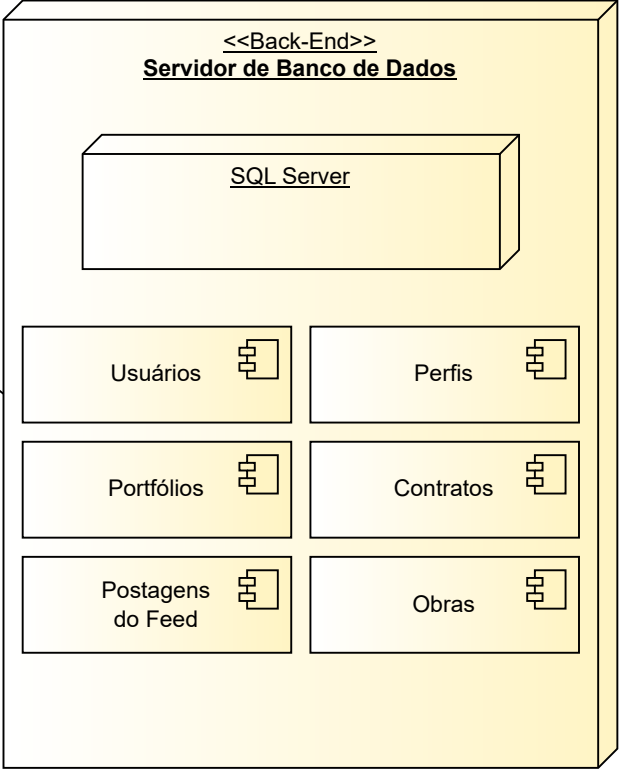 <<Back-End>>
Servidor de Banco de Dados
SQL Server
Usuários
Perfis
Portfólios
Contratos
Postagens
do Feed
Obras